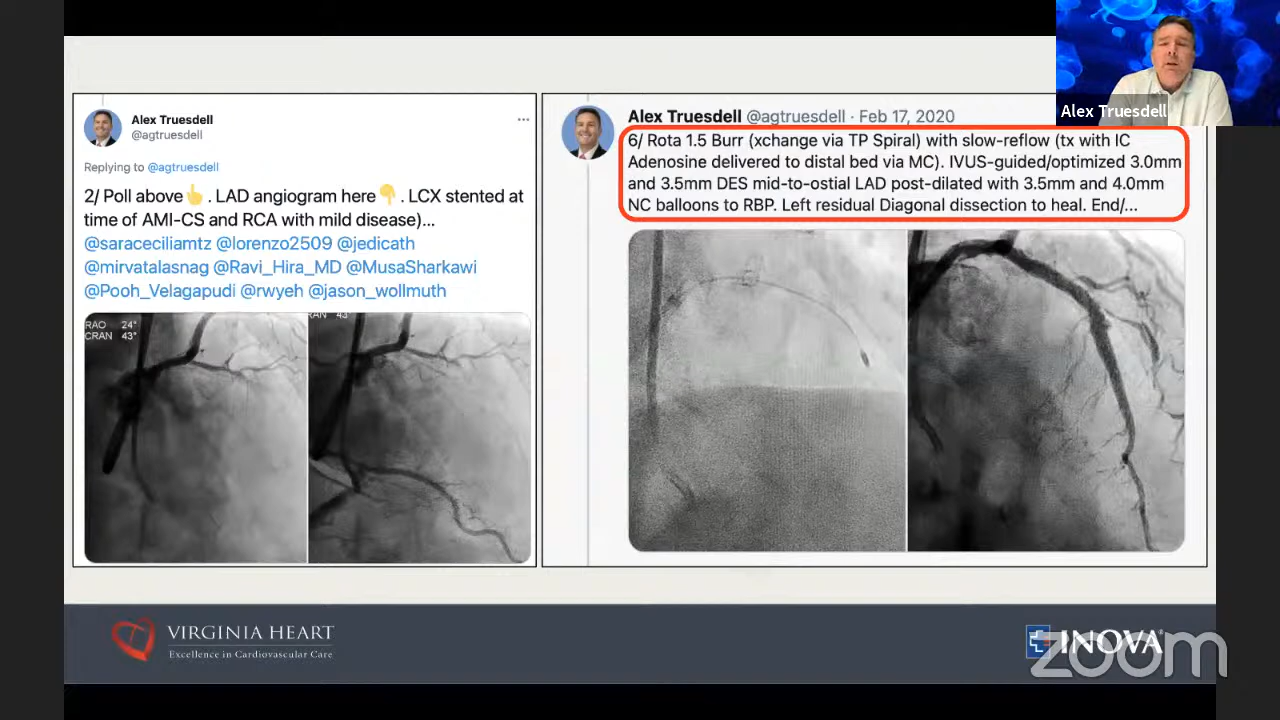 Alex Truesdell
Alex Truesdell
@agtruesdell
Replying to @agtruesdell
2/ Poll above👆. LAD angiogram here👇. LCX stented at
time of AMI-CS and RCA with mild disease)...
@saraceciliamtz @lorenzo2509 @jedicath
@mirvatalasnag @Ravi_Hira_MD @MusaSharkawi
@Pooh_Velagapudi @rwyeh @jason_wollmuth
RAO 24°
CRAN 43°
RAN 43
Alex Truesdell @agtruesdell · Feb 17, 2020
6/ Rota 1.5 Burr (xchange via TP Spiral) with slow-reflow (tx with IC
Adenosine delivered to distal bed via MC). IVUS-guided/optimized 3.0mm
and 3.5mm DES mid-to-ostial LAD post-dilated with 3.5mm and 4.0mm
NC balloons to RBP. Left residual Diagonal dissection to heal. End/...
VIRGINIA HEART
Excellence in Cardiovascular Care
INOVA®
zoom